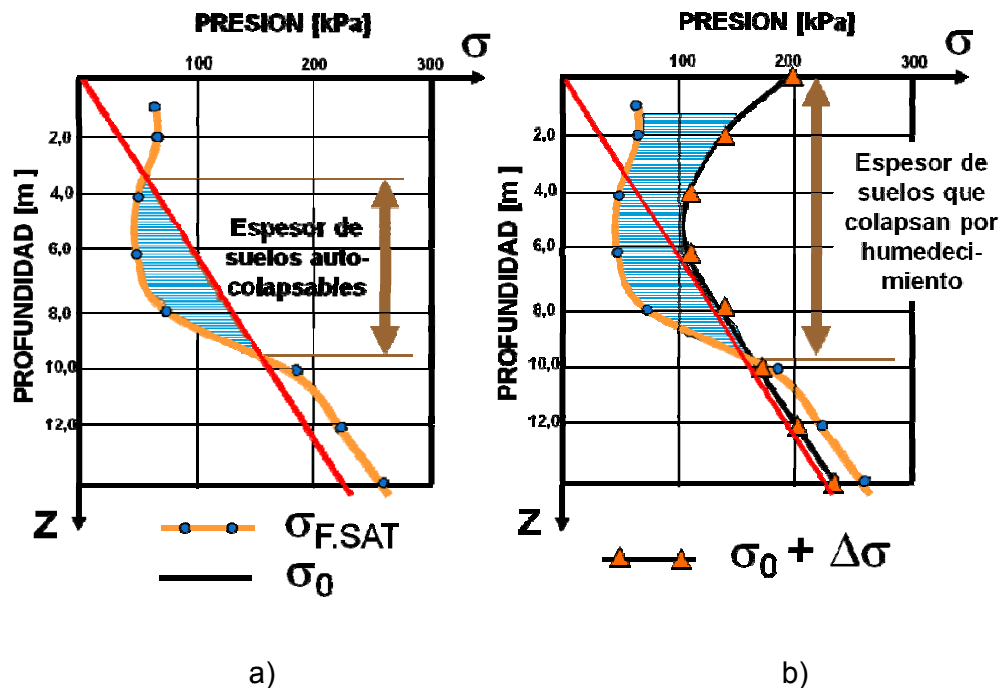 PRESION [kPa]
σ
100
200
300
2,0
4,0
6,0
8,0
10,0
12,0
PROFUNDIDAD [m]
Espesor de
suelos auto-
colapsables
Z
σF.SAT
σ0
a)
PRESION [kPa]
σ
100
200
300
2,0
4,0
6,0
8,0
10,0
12,0
PROFUNDIDAD [m]
Espesor de
suelos que
colapsan por
humedeci-
miento
Z
σ0 + Δσ
b)